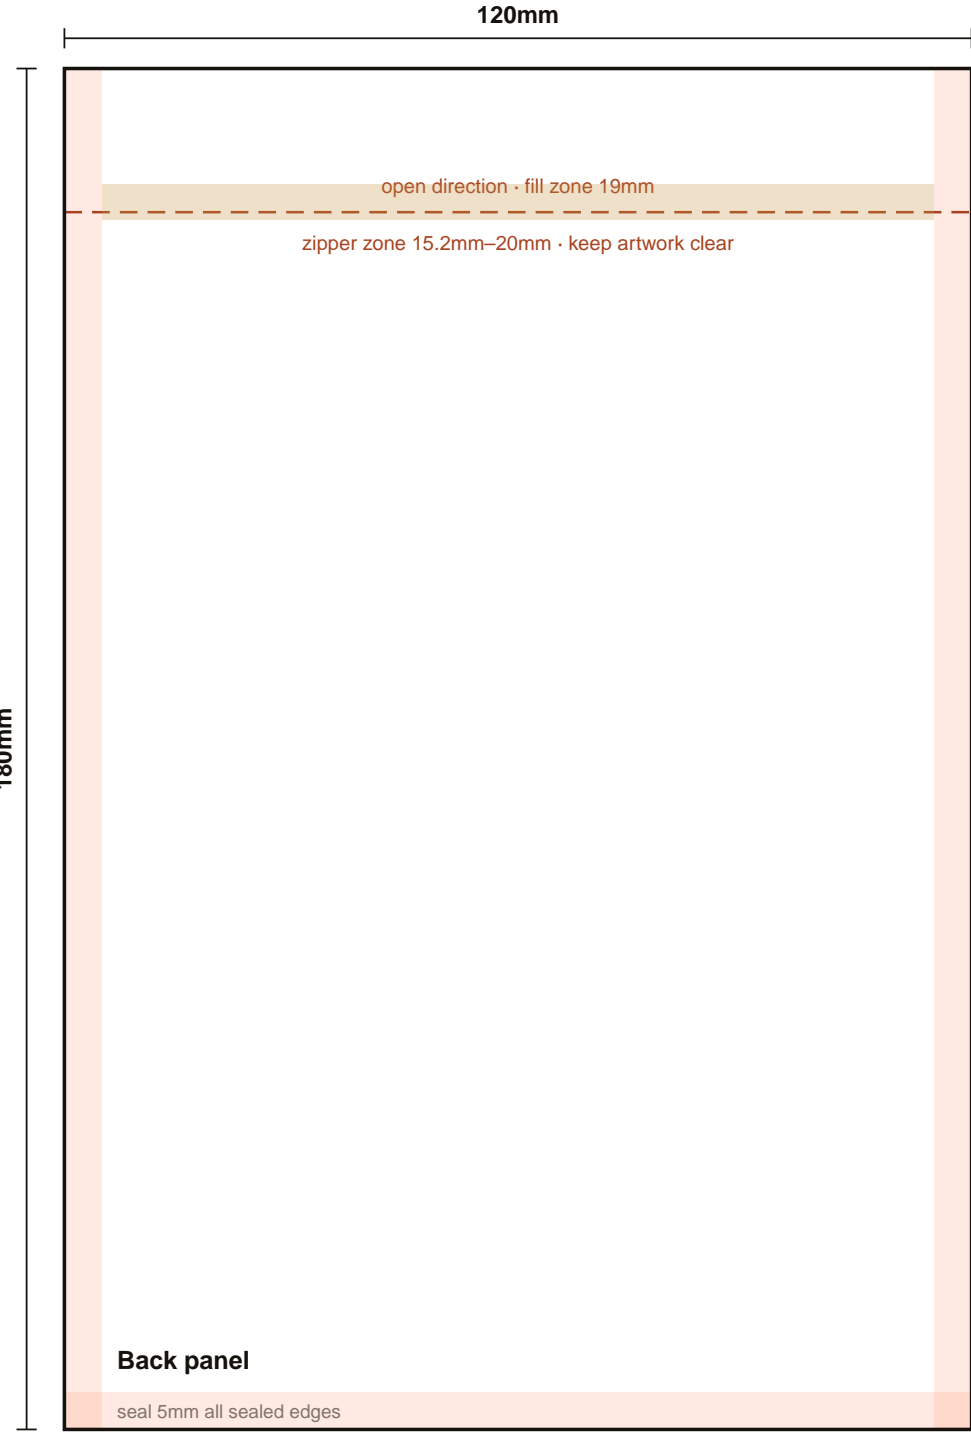 120mm
open direction · fill zone 19mm
zipper zone 15.2mm–20mm · keep artwork clear
180mm
Back panel
seal 5mm all sealed edges